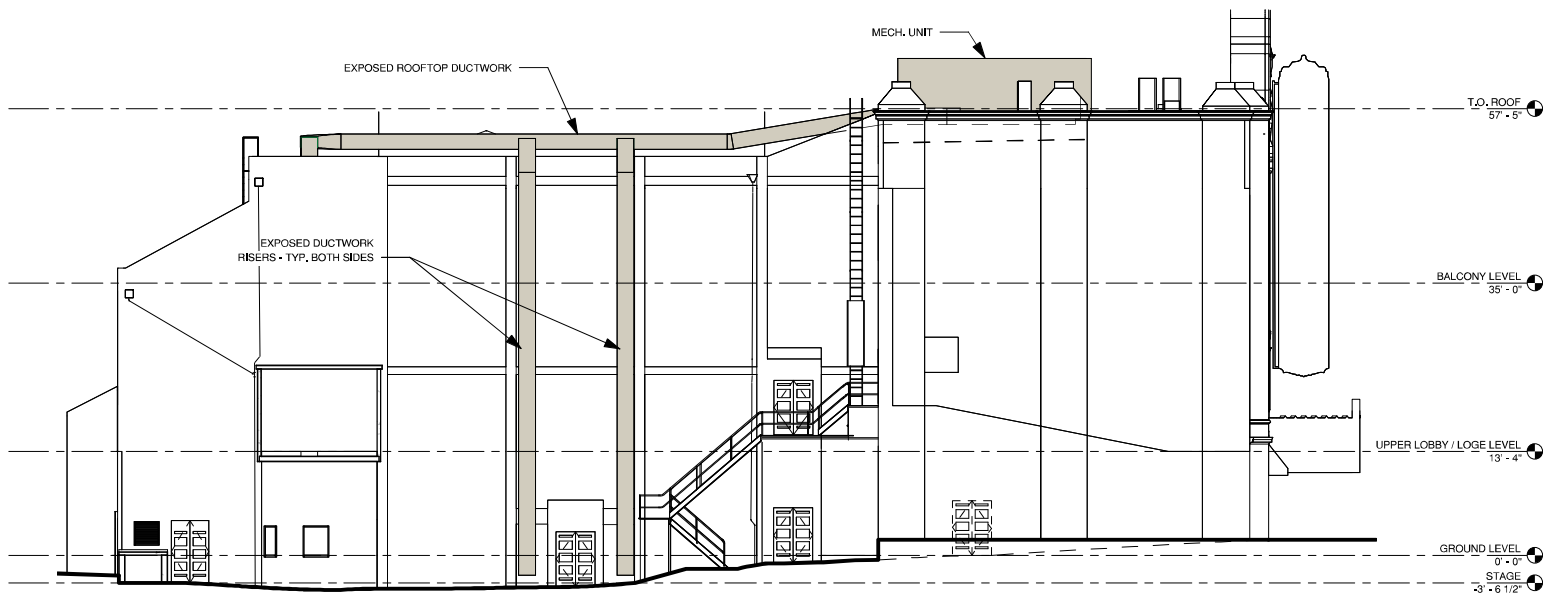 MECH. UNIT
EXPOSED ROOFTOP DUCTWORK
T.O. ROOF
57' - 5"
EXPOSED DUCTWORK
RISERS - TYP. BOTH SIDES
BALCONY LEVEL
35' - 0"
UPPER LOBBY / LOGE LEVEL
13' - 4"
GROUND LEVEL
0' - 0"
STAGE
-3' - 6 1/2"